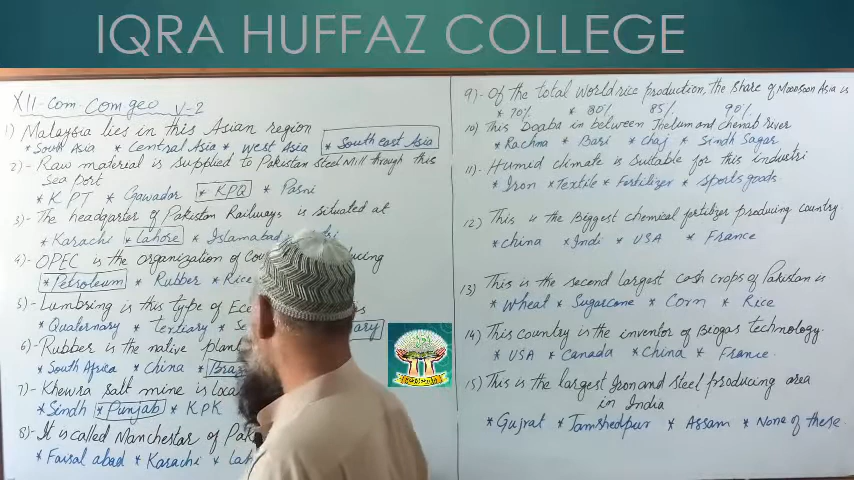 IQRA HUFFAZ COLLEGE
XII-Com. Com geo V-2
1) Malaysia lies in this Asian region
* South Asia * Central Asia * West Asia * South east Asia
2)- Raw material is supplied to Pakistan Steel Mill through this
Sea port
* K PT * Gawadar * KPQ * Pasni
3)- The headgarter of Pakistan Railways is situated at
* Karachi * Lahore * Islamabad
4)- OPEC is the organization of
* Petroleum * Rubber * Rice
5)- Lumbring is this type of
* Quaternary * Tertiary
6)- Rubber is the native plant
* South Africa * China
7)- Khewra Salt mine is
* Sindh * Punjab * KPK
8)- It is called Manchestar of
* Faisal abad * Karachi
9)- Of the total World rice production, The Share of Moonsoon Asia is
* 70% * 80% 85% 90%
10) This Doaba in between Jhelum and chenab river
* Rachna * Bari * Chaj * Sindh Sagar
11)- Humid climate is Suitable for this industri
* Iron * Textile * Fertilizer * Sports goods
12) This is the Biggest chemical fertilizer producing country
* China * Indi * USA * France
13) This is the second largest cash crops of Pakistan is
* Wheat * Sugarcane * Corn * Rice
14) This country is the inventor of Biogas technology.
* USA * Canada * China * France.
15) This is the largest Iron and steel producing area
in India
* Gujrat * Jamshedpur * Assam * None of these.